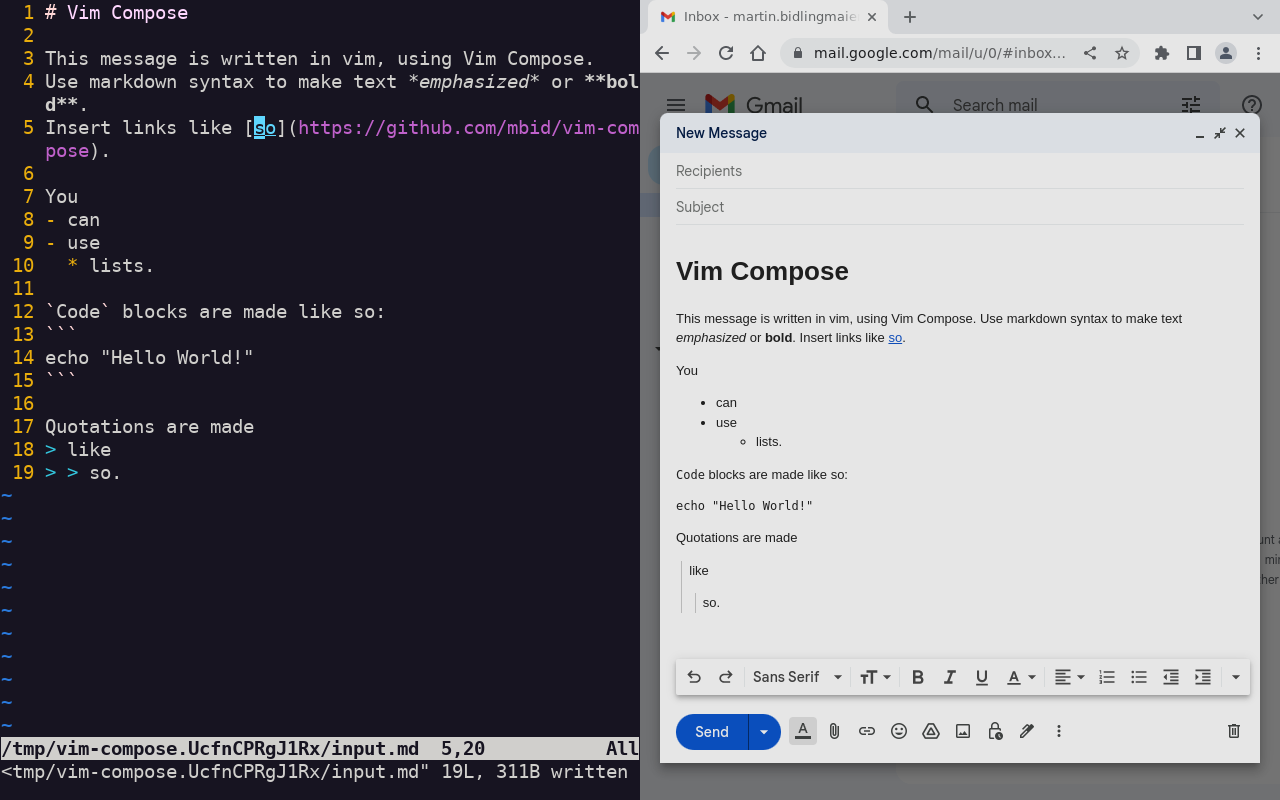 1 # Vim Compose
2
3 This message is written in vim, using Vim Compose.
4 Use markdown syntax to make text *emphasized* or **bol
d**.
5 Insert links like [so](https://github.com/mbid/vim-com
pose).
6
7 You
8 - can
9 - use
10   * lists.
11
12 `Code` blocks are made like so:
13 ```
14 echo "Hello World!"
15 ```
16
17 Quotations are made
18 > like
19 > > so.
~
~
~
~
~
~
~
~
~
~
~
/tmp/vim-compose.UcfnCPRgJ1Rx/input.md 5,20 All
<tmp/vim-compose.UcfnCPRgJ1Rx/input.md" 19L, 311B written
Inbox - martin.bidlingmaie
mail.google.com/mail/u/0/#inbox…
Gmail
Search mail
New Message
Recipients
Subject
Vim Compose
This message is written in vim, using Vim Compose. Use markdown syntax to make text
emphasized or bold. Insert links like so.
You
• can
• use
◦ lists.
Code blocks are made like so:
echo "Hello World!"
Quotations are made
like
so.
Sans Serif
Send